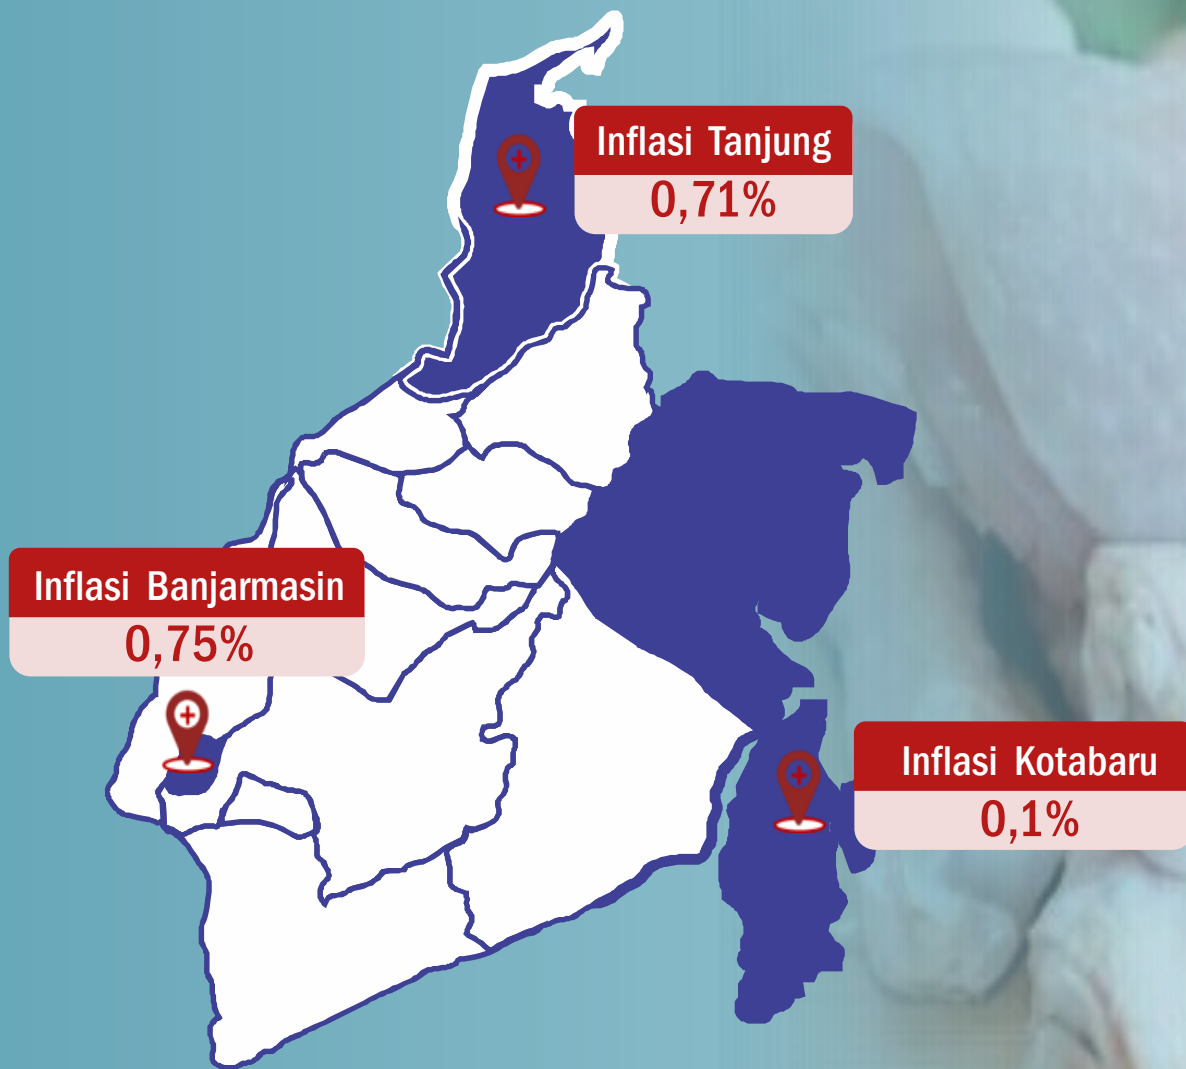 Inflasi Tanjung
0,71%
Inflasi Banjarmasin
0,75%
Inflasi Kotabaru
0,1%